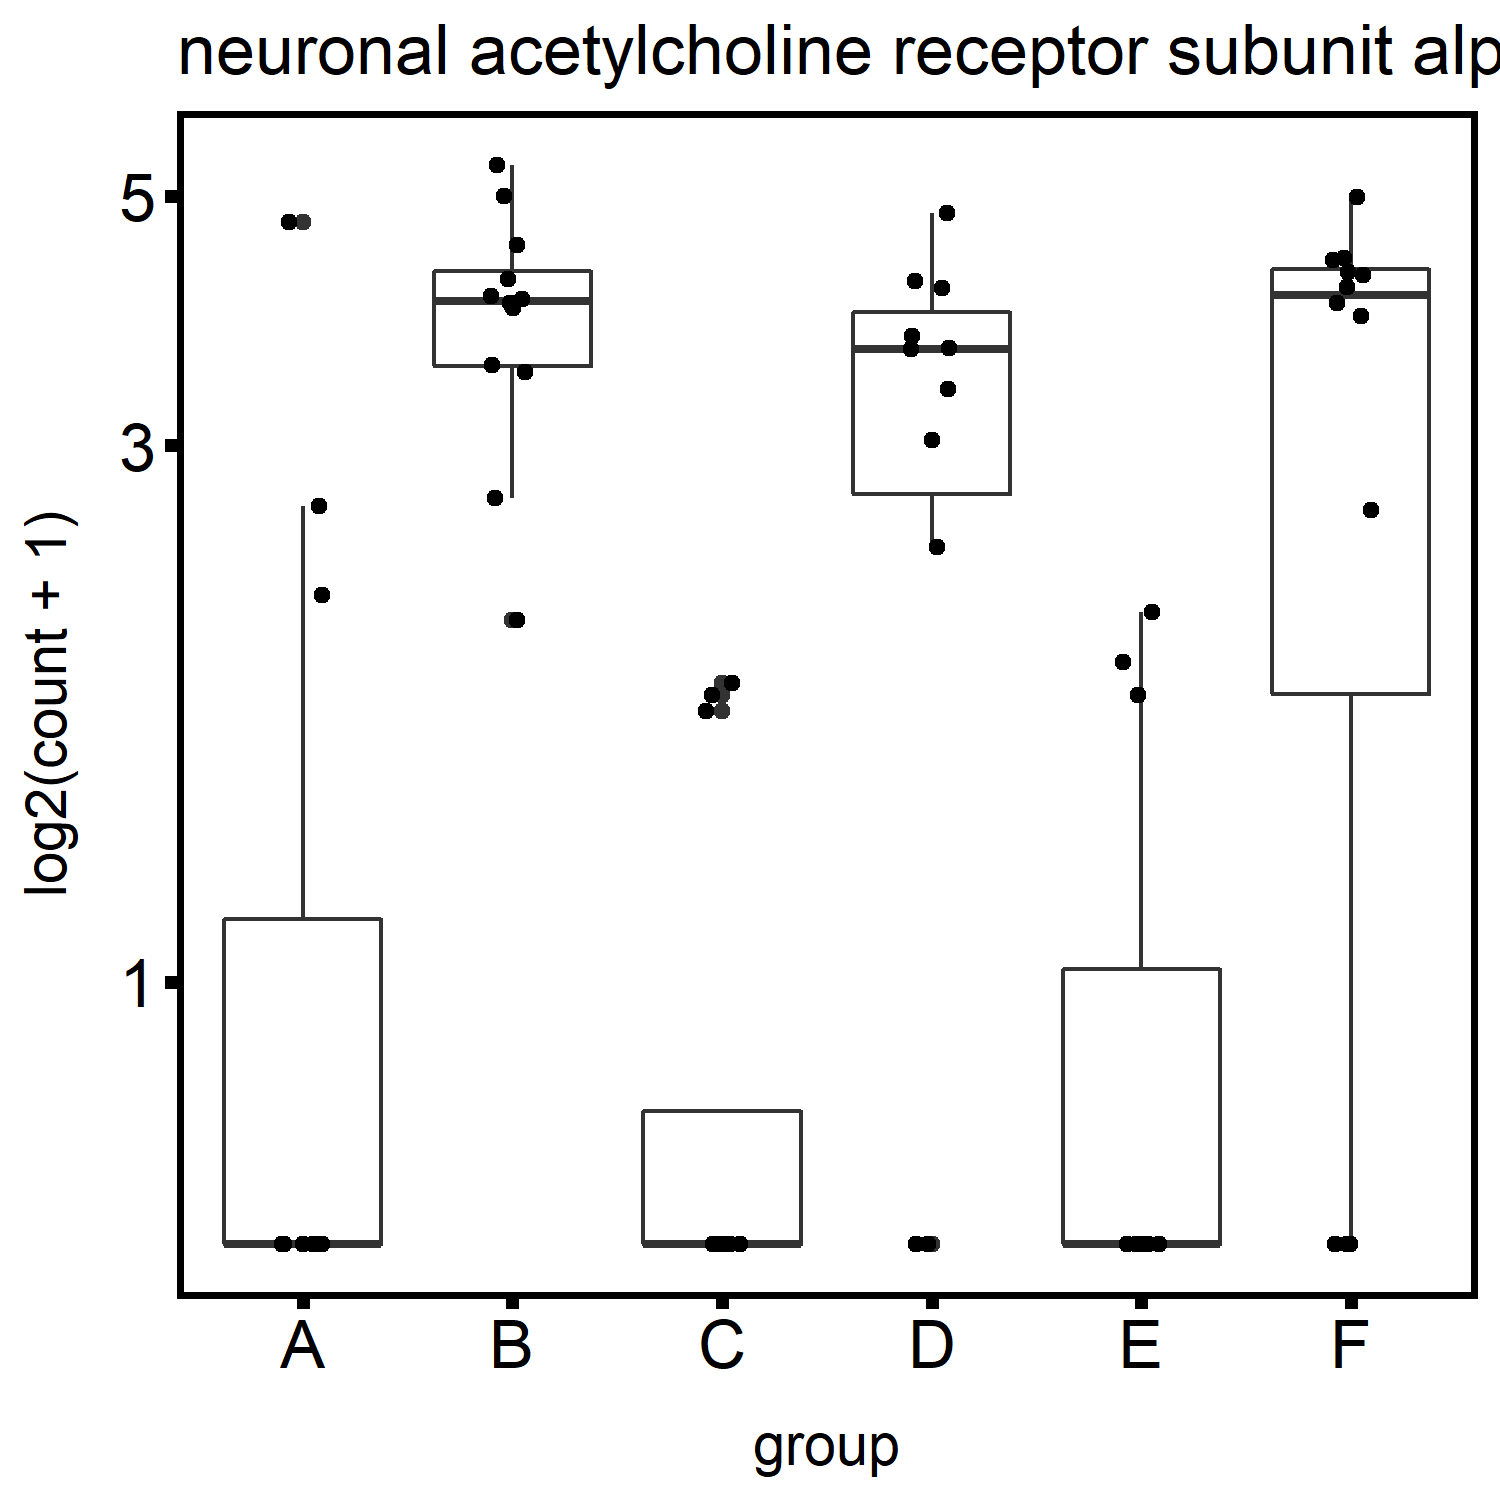 neuronal acetylcholine receptor subunit alp
5
3
1
log2(count + 1)
A B C D E F
group